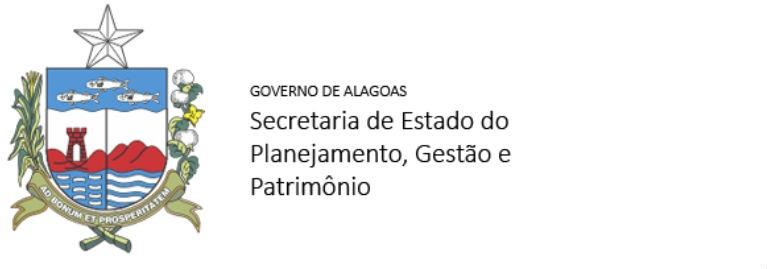 GOVERNO DE ALAGOAS
Secretaria de Estado do
Planejamento, Gestão e
Patrimônio
AD BONUM ET PROSPERITATEM